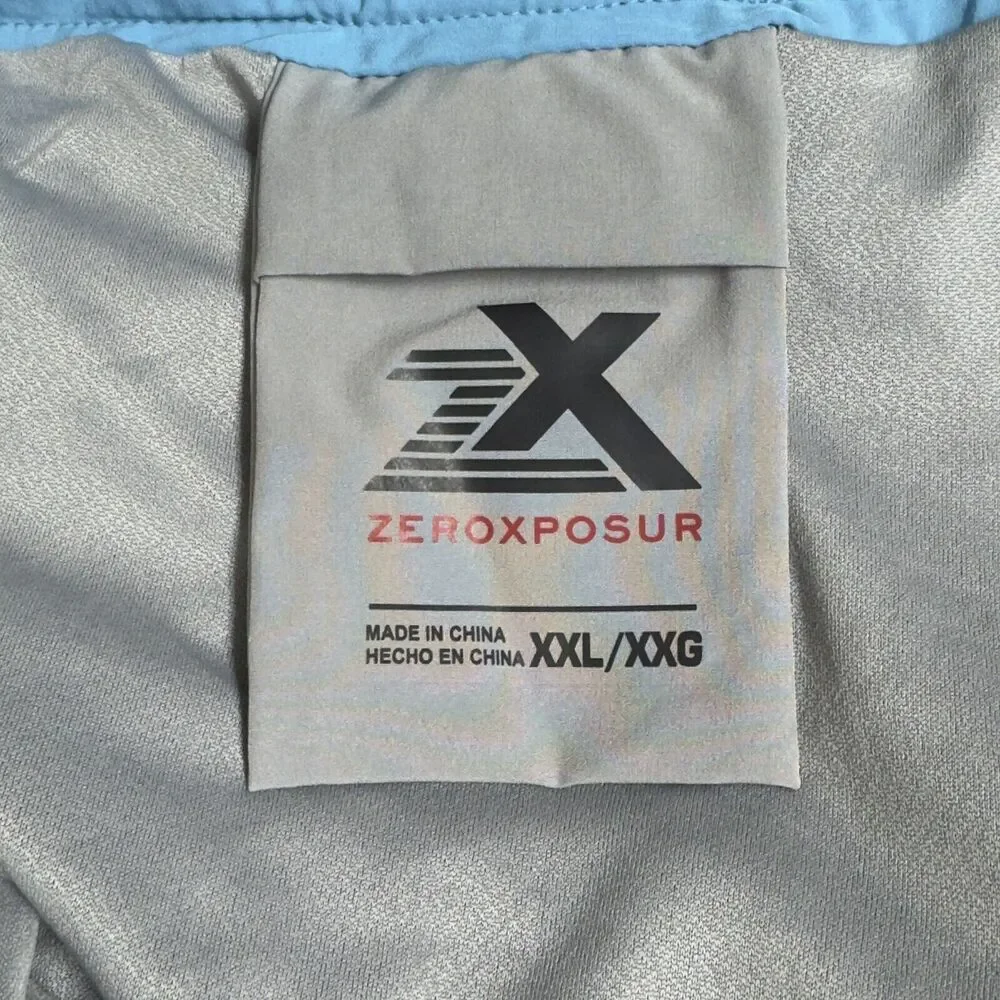 ZX
ZEROXPOSUR
MADE IN CHINA
HECHO EN CHINA XXL/XXG